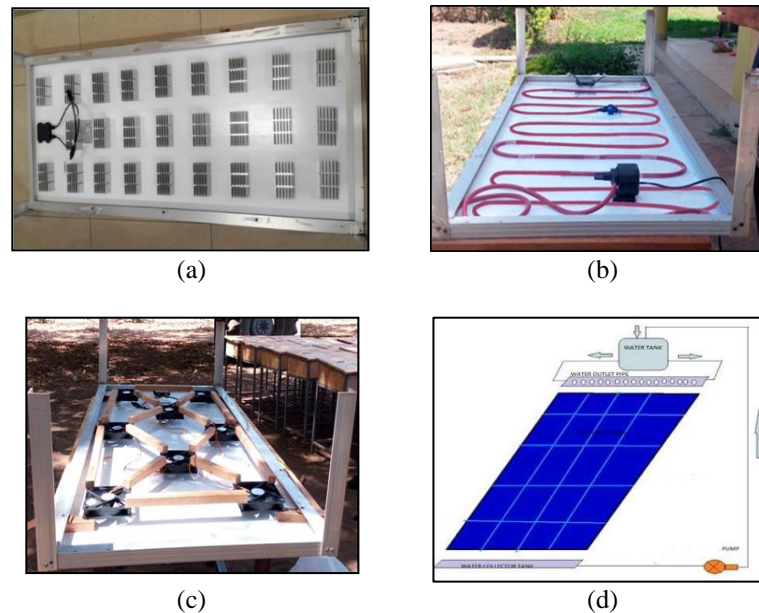 (a)
(b)
(c)
(d)
WATER TANK
WATER OUTLET PIPE
PUMP
WATER COLLECTOR TANK